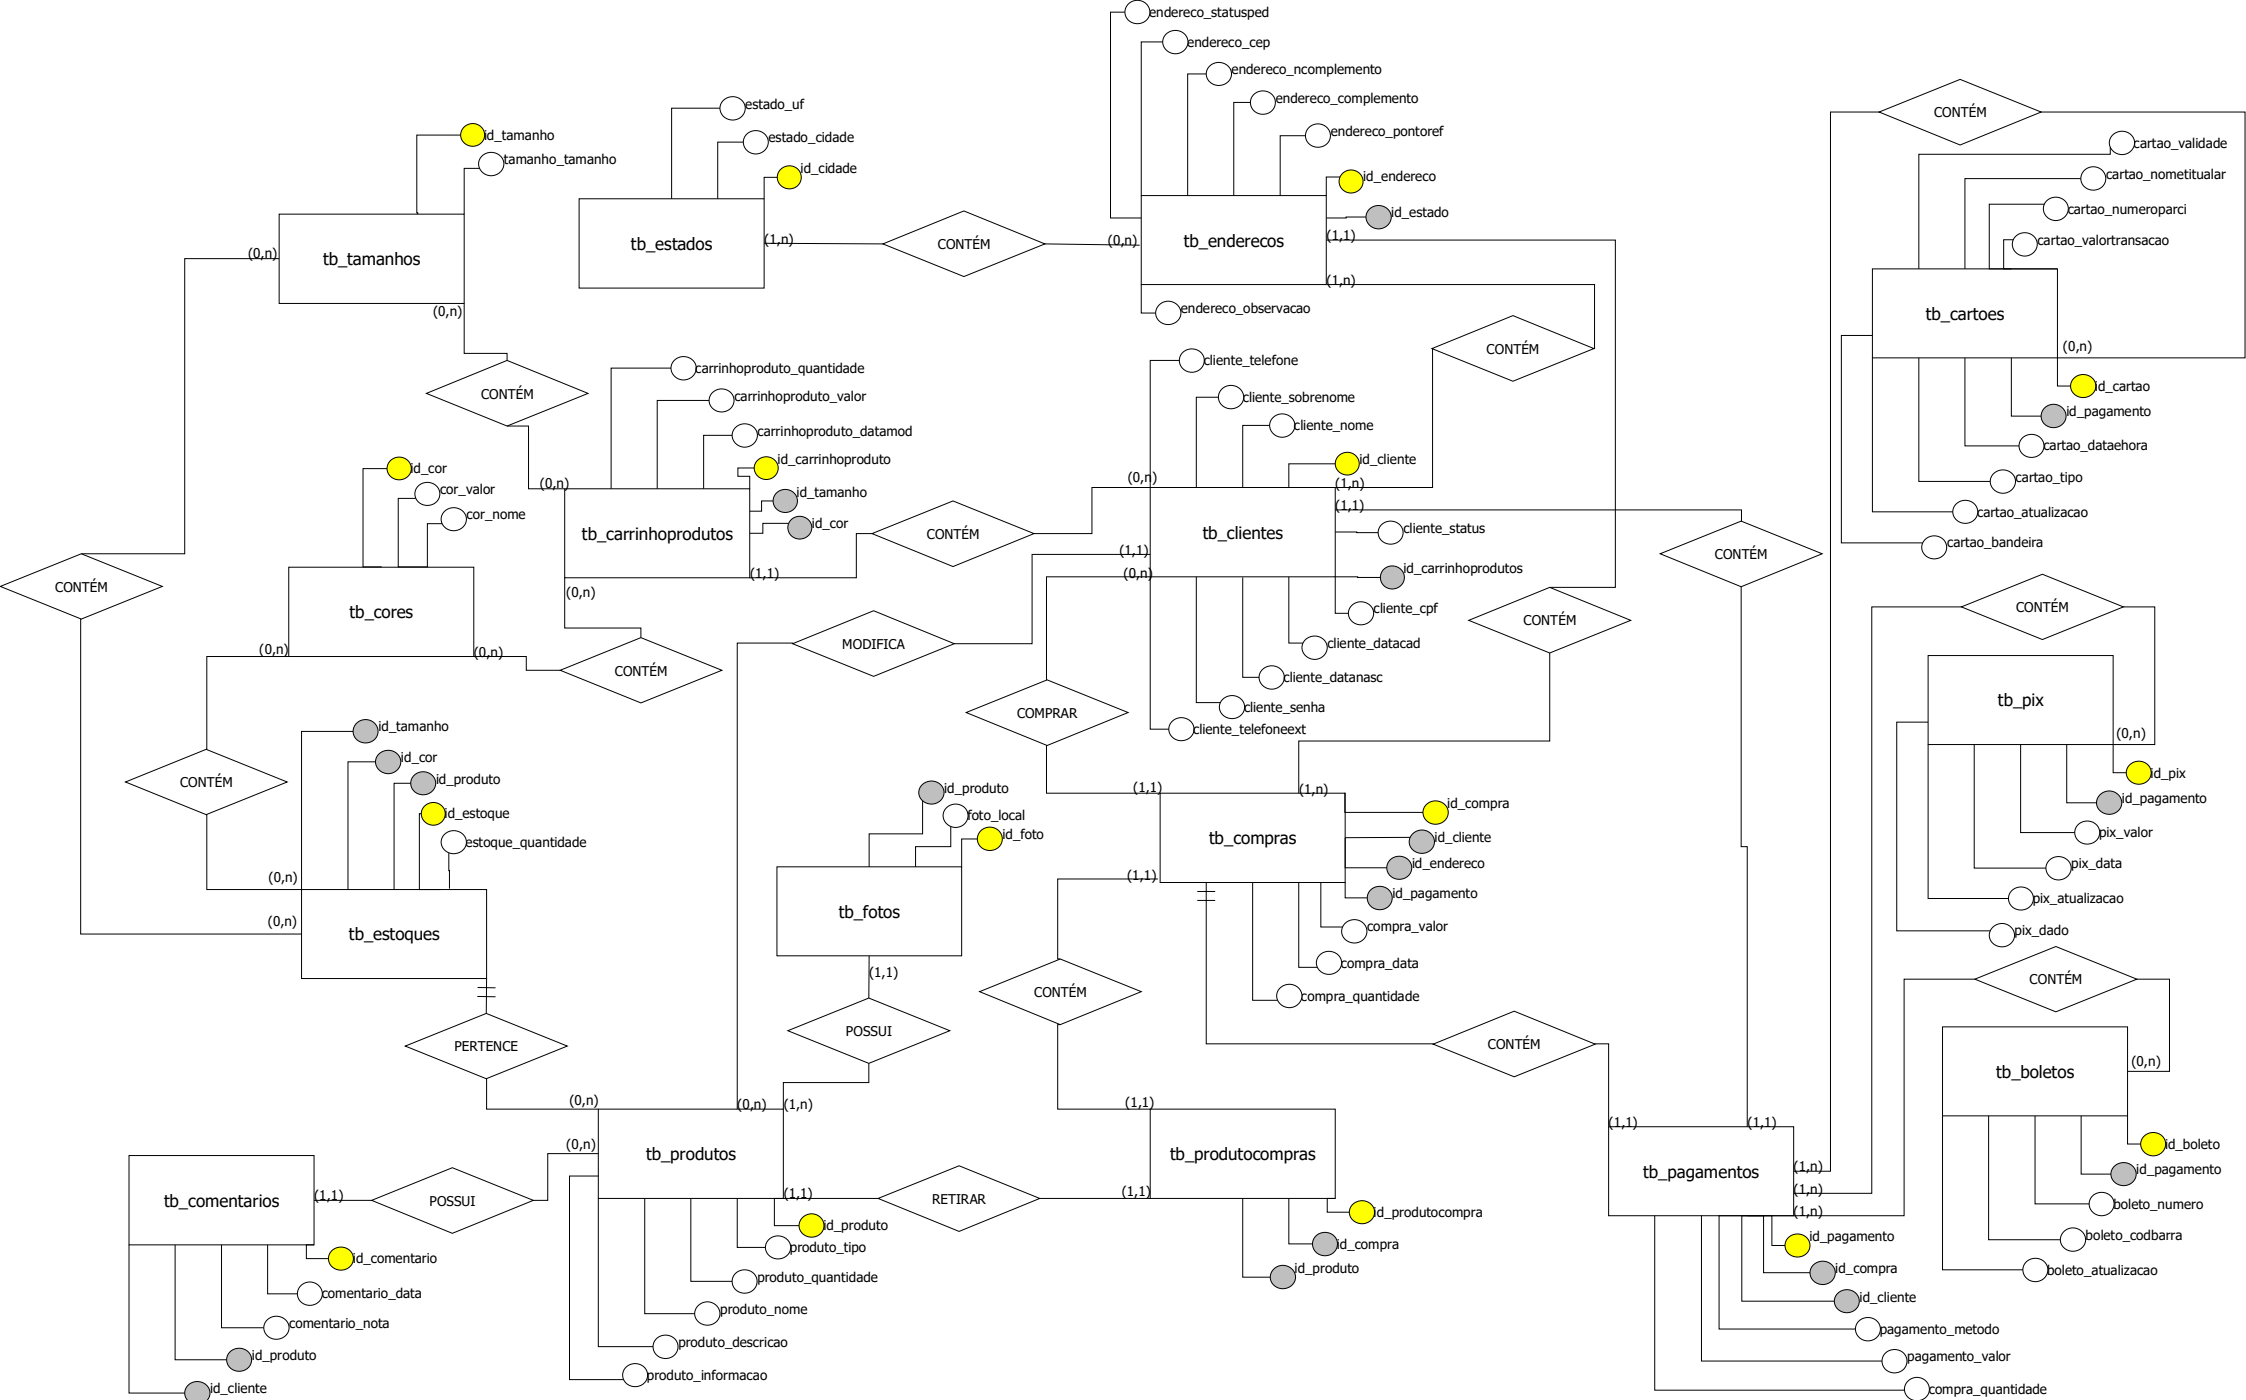 endereco_statusped
endereco_cep
endereco_ncomplemento
endereco_complemento
endereco_pontoref
id_endereco
id_estado
tb_enderecos
(0,n)
(1,1)
(1,n)
endereco_observacao
estado_uf
estado_cidade
id_cidade
tb_estados
(1,n)
CONTÉM
id_tamanho
tamanho_tamanho
tb_tamanhos
(0,n)
(0,n)
CONTÉM
CONTÉM
CONTÉM
cartao_validade
cartao_nometitualar
cartao_numeroparci
cartao_valortransacao
tb_cartoes
(0,n)
id_cartao
id_pagamento
cartao_dataehora
cartao_tipo
cartao_atualizacao
cartao_bandeira
CONTÉM
carrinhoproduto_quantidade
carrinhoproduto_valor
carrinhoproduto_datamod
id_carrinhoproduto
id_tamanho
id_cor
tb_carrinhoprodutos
(0,n)
(1,1)
(0,n)
CONTÉM
cliente_telefone
cliente_sobrenome
cliente_nome
id_cliente
(0,n)
(1,n)
(1,1)
tb_clientes
cliente_status
(1,1)
(0,n)
id_carrinhoprodutos
cliente_cpf
cliente_datacad
cliente_datanasc
cliente_senha
cliente_telefoneext
CONTÉM
CONTÉM
id_cor
cor_valor
cor_nome
tb_cores
(0,n)
(0,n)
CONTÉM
CONTÉM
MODIFICA
COMPRAR
CONTÉM
tb_pix
(0,n)
id_pix
id_pagamento
pix_valor
pix_data
pix_atualizacao
pix_dado
id_tamanho
id_cor
id_produto
id_estoque
estoque_quantidade
(0,n)
(0,n)
tb_estoques
PERTENCE
id_produto
foto_local
id_foto
tb_fotos
(1,1)
POSSUI
(1,1)
(1,n)
id_compra
id_cliente
id_endereco
id_pagamento
tb_compras
(1,1)
compra_valor
compra_data
compra_quantidade
CONTÉM
CONTÉM
CONTÉM
tb_boletos
(0,n)
id_boleto
id_pagamento
boleto_numero
boleto_codbarra
boleto_atualizacao
tb_comentarios
(1,1)
POSSUI
id_comentario
comentario_data
comentario_nota
id_produto
id_cliente
(0,n)
(0,n)
(1,n)
(0,n)
tb_produtos
(1,1)
id_produto
produto_tipo
produto_quantidade
produto_nome
produto_descricao
produto_informacao
RETIRAR
(1,1)
tb_produtocompras
(1,1)
id_produtocompra
id_compra
id_produto
(1,1)
(1,1)
tb_pagamentos
(1,n)
(1,n)
(1,n)
id_pagamento
id_compra
id_cliente
pagamento_metodo
pagamento_valor
compra_quantidade